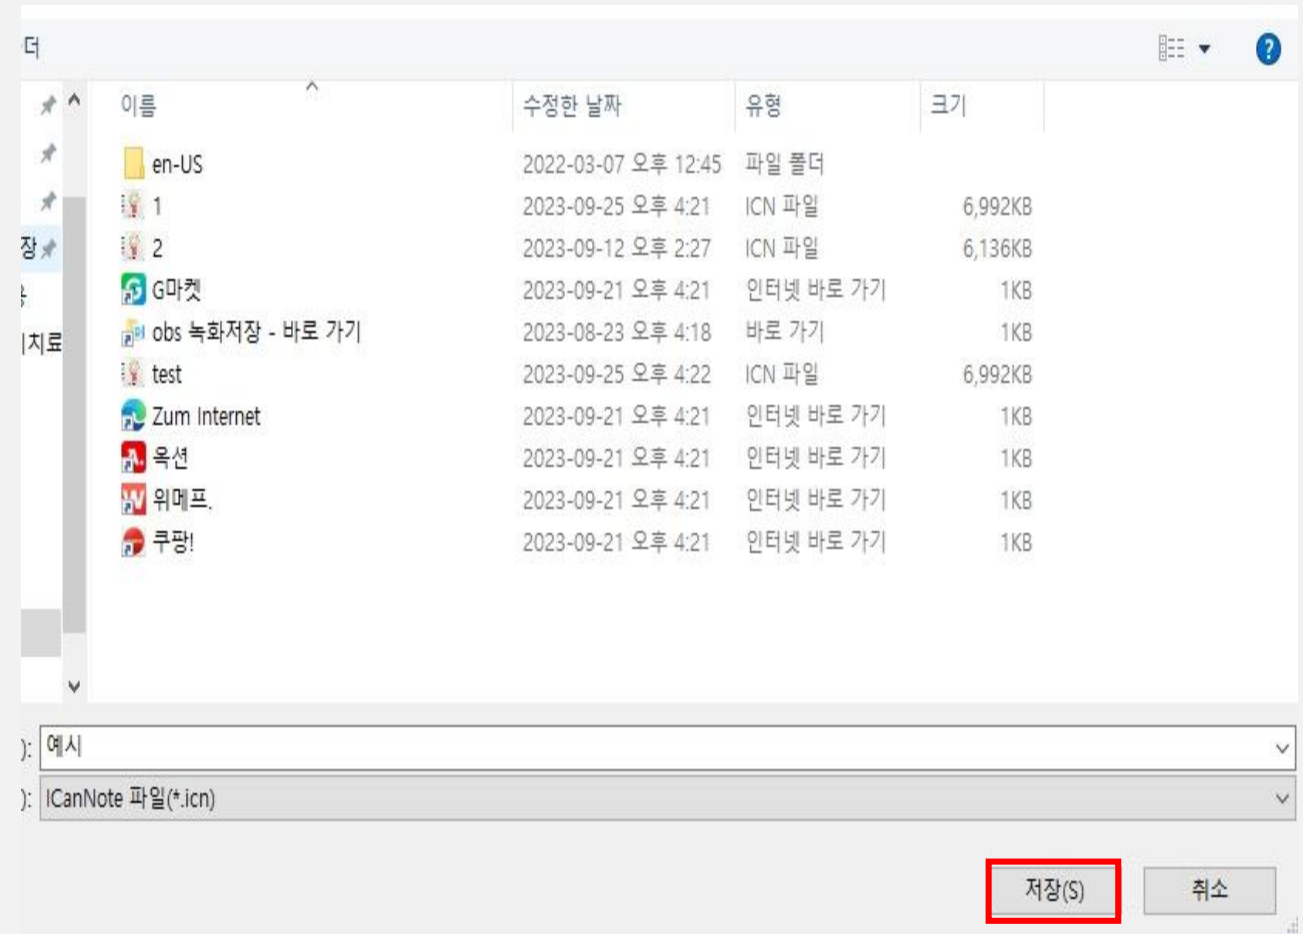 더
이름 수정한 날짜 유형 크기
en-US 2022-03-07 오후 12:45 파일 폴더
1 2023-09-25 오후 4:21 ICN 파일 6,992KB
장 2 2023-09-12 오후 2:27 ICN 파일 6,136KB
G마켓 2023-09-21 오후 4:21 인터넷 바로 가기 1KB
치료 obs 녹화저장 - 바로 가기 2023-08-23 오후 4:18 바로 가기 1KB
test 2023-09-25 오후 4:22 ICN 파일 6,992KB
Zum Internet 2023-09-21 오후 4:21 인터넷 바로 가기 1KB
옥션 2023-09-21 오후 4:21 인터넷 바로 가기 1KB
위메프. 2023-09-21 오후 4:21 인터넷 바로 가기 1KB
쿠팡! 2023-09-21 오후 4:21 인터넷 바로 가기 1KB
): 예시
): ICanNote 파일(*.icn)
저장(S) 취소